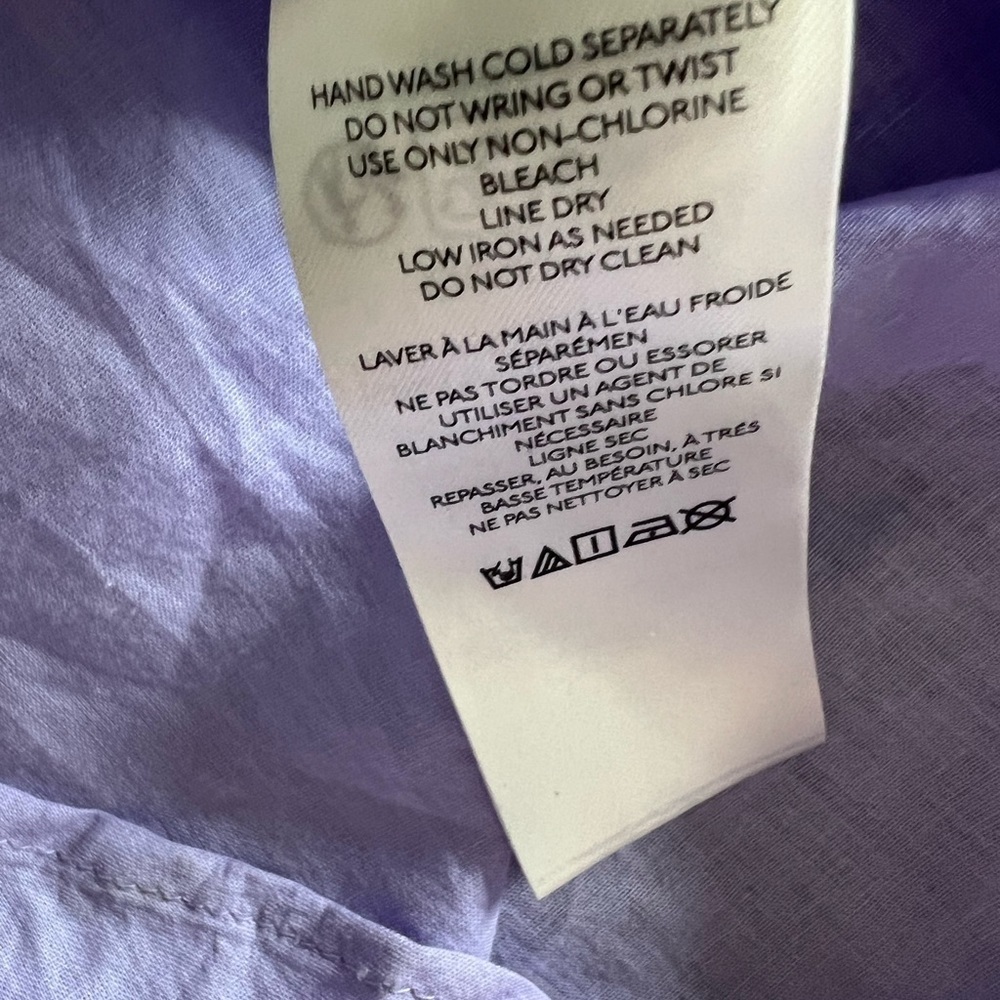 HAND WASH COLD SEPARATELY
DO NOT WRING OR TWIST
USE ONLY NON-CHLORINE
BLEACH
LINE DRY
LOW IRON AS NEEDED
DO NOT DRY CLEAN
LAVER À LA MAIN À L'EAU FROIDE
SÉPARÉMEN
NE PAS TORDRE OU ESSORER
UTILISER UN AGENT DE
BLANCHIMENT SANS CHLORE SI
NÉCESSAIRE
LIGNE SEC
REPASSER, AU BESOIN, À TRÉS
BASSE TEMPÉRATURE
NE PAS NETTOYER À SEC